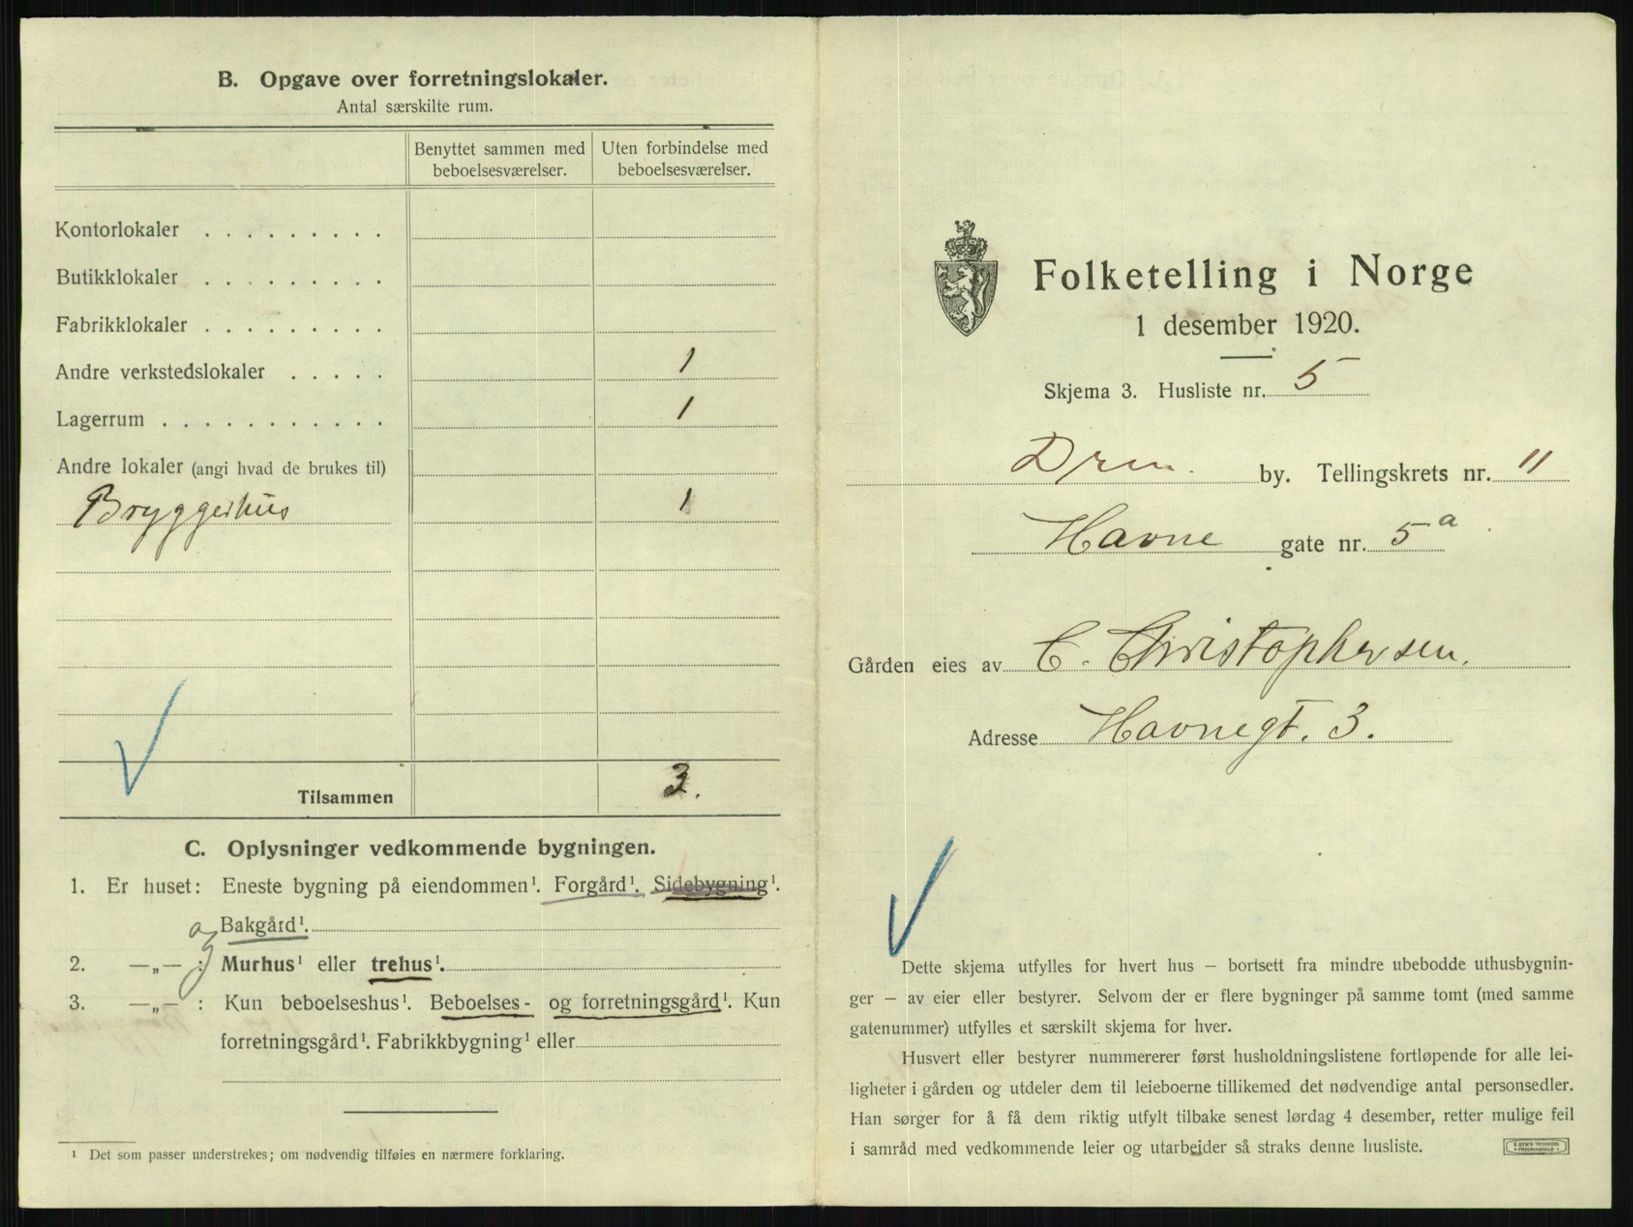 B. Opgave over forretningslokaler.
Antal særskilte rum.
Benyttet sammen med beboelsesværelser.
Uten forbindelse med beboelsesværelser.
Kontorlokaler . . . . . . . . .
Butikklokaler . . . . . . . . .
Fabrikklokaler . . . . . . . . .
Andre verkstedslokaler . . . . . 1
Lagerrum . . . . . . . . . . . 1
Andre lokaler (angi hvad de brukes til)
Bryggerhus 1
Tilsammen 3.
C. Oplysninger vedkommende bygningen.
1. Er huset: Eneste bygning på eiendommen¹. Forgård¹. Sidebygning¹.
og Bakgård¹.
2. —„— : Murhus¹ eller trehus¹.
3. —„— : Kun beboelseshus¹. Beboelses- og forretningsgård¹. Kun
forretningsgård¹. Fabrikkbygning¹ eller
¹ Det som passer understrekes; om nødvendig tilføies en nærmere forklaring.
Folketelling i Norge
1 desember 1920.
Skjema 3. Husliste nr. 5
Drm. by. Tellingskrets nr. 11
Havne gate nr. 5a
Gården eies av C. Christophersen.
Adresse Havnegt. 3.
Dette skjema utfylles for hvert hus – bortsett fra mindre ubebodde uthusbygnin-
ger – av eier eller bestyrer. Selvom der er flere bygninger på samme tomt (med samme
gatenummer) utfylles et særskilt skjema for hver.
Husvert eller bestyrer nummererer først husholdningslistene fortløpende for alle lei-
ligheter i gården og utdeler dem til leieboerne tillikemed det nødvendige antal personsedler.
Han sørger for å få dem riktig utfylt tilbake senest lørdag 4 desember, retter mulige feil
i samråd med vedkommende leier og utarbeider så straks denne husliste.